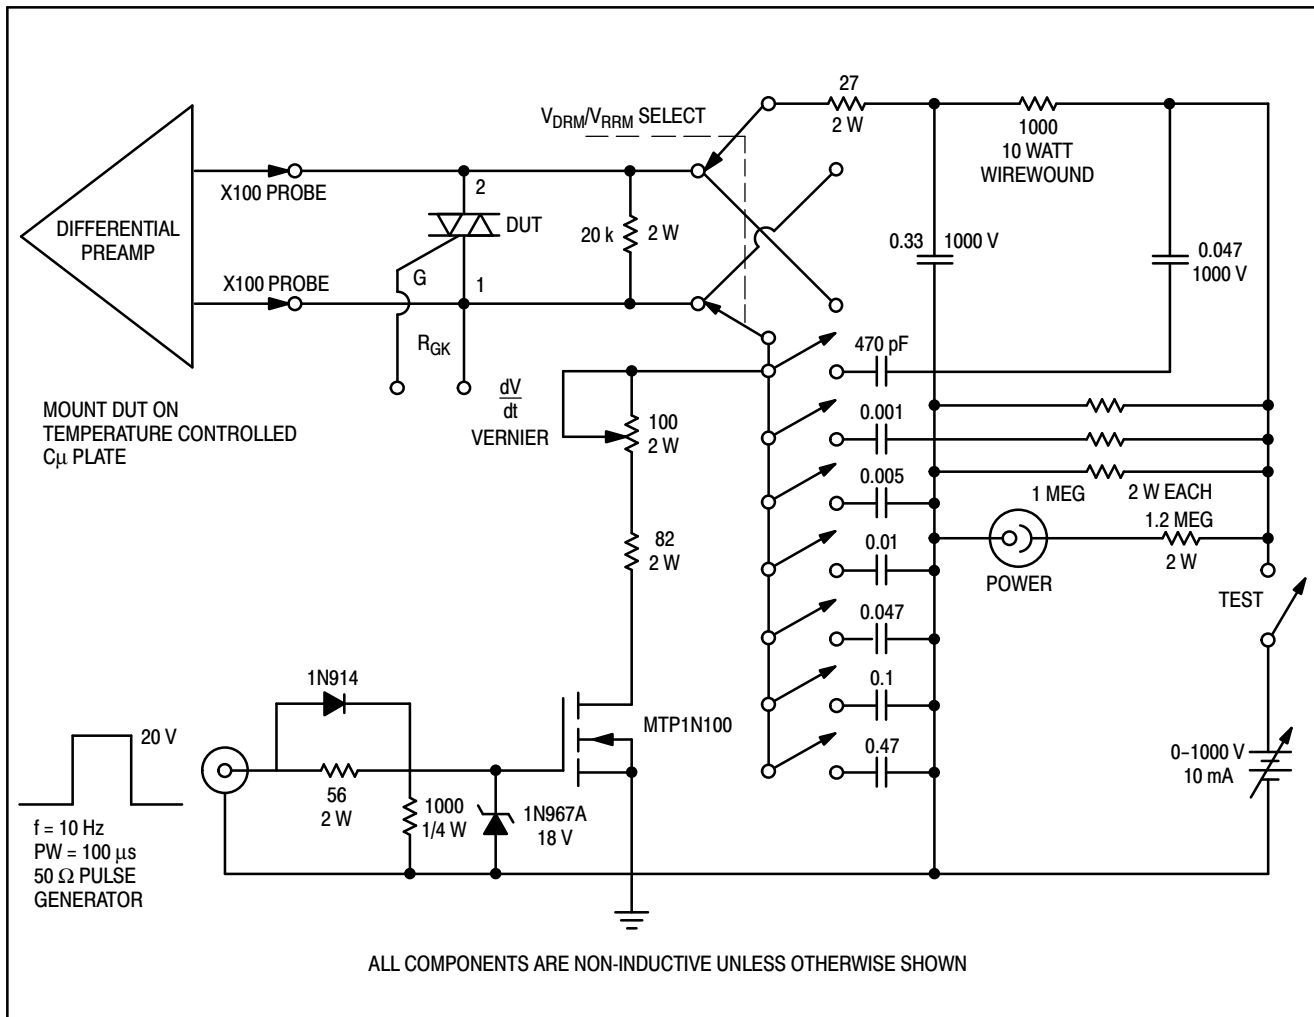 27
2 W
V_DRM/V_RRM SELECT
1000
10 WATT
WIREWOUND
X100 PROBE
2
DIFFERENTIAL
PREAMP
DUT
20 k
2 W
0.33
1000 V
0.047
1000 V
G
1
X100 PROBE
R_GK
470 pF
dV
dt
VERNIER
100
2 W
MOUNT DUT ON
TEMPERATURE CONTROLLED
Cμ PLATE
0.001
0.005
1 MEG
2 W EACH
82
2 W
0.01
POWER
1.2 MEG
2 W
TEST
0.047
1N914
0.1
MTP1N100
20 V
0.47
0–1000 V
10 mA
56
2 W
1000
1/4 W
1N967A
18 V
f = 10 Hz
PW = 100 μs
50 Ω PULSE
GENERATOR
ALL COMPONENTS ARE NON-INDUCTIVE UNLESS OTHERWISE SHOWN